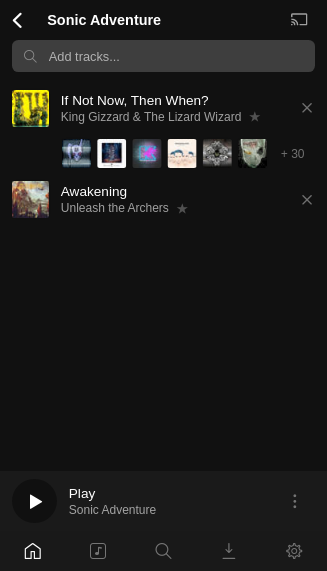 Sonic Adventure
Add tracks...
If Not Now, Then When?
King Gizzard & The Lizard Wizard ★
+ 30
Awakening
Unleash the Archers ★
Play
Sonic Adventure